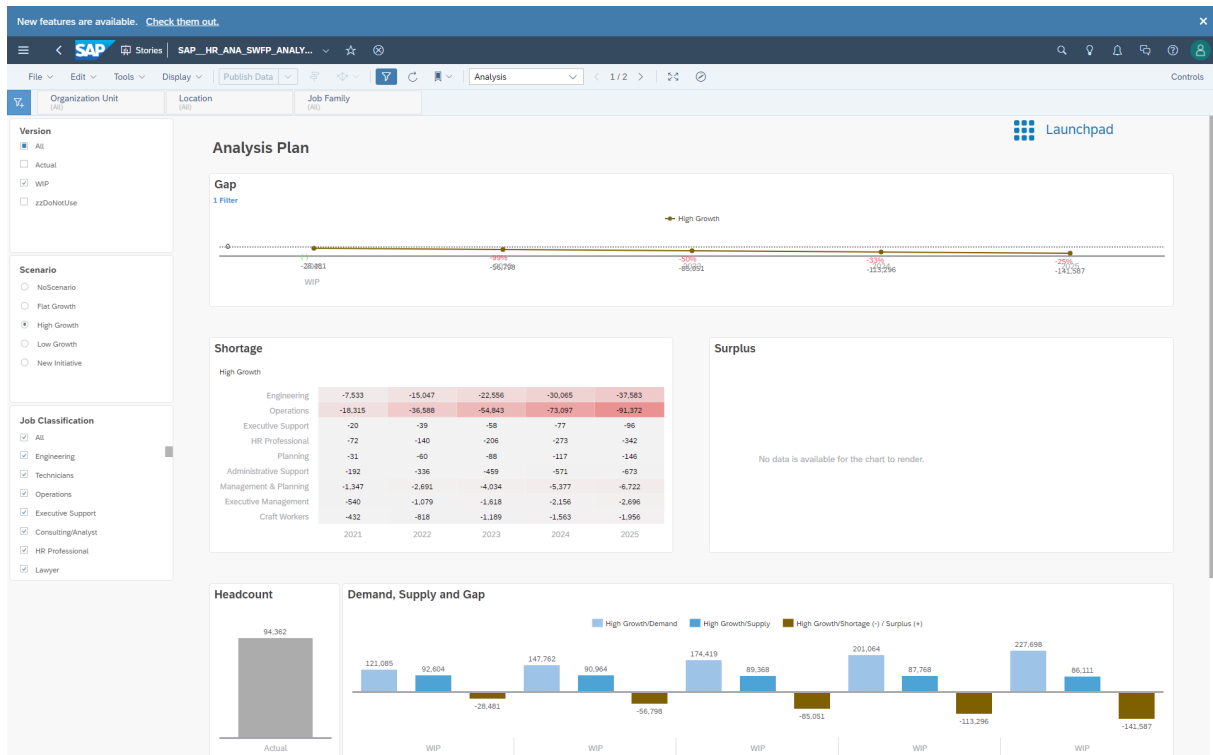 New features are available. Check them out.
SAP Stories SAP__HR_ANA_SWFP_ANALY...
File Edit Tools Display Publish Data Analysis 1/2 Controls
Organization Unit Location Job Family
(All) (All) (All)
Launchpad
Version
All
Actual
WIP
zzDoNotUse
Scenario
NoScenario
Flat Growth
High Growth
Low Growth
New Initiative
Job Classification
All
Engineering
Technicians
Operations
Executive Support
Consulting/Analyst
HR Professional
Lawyer
Analysis Plan
Gap
1 Filter
High Growth
0
-99% -50% -33% -25%
-28,481 -56,798 -85,051 -113,296 -141,587
WIP
Shortage
High Growth
Engineering -7,533 -15,047 -22,556 -30,065 -37,583
Operations -18,315 -36,588 -54,843 -73,097 -91,372
Executive Support -20 -39 -58 -77 -96
HR Professional -72 -140 -206 -273 -342
Planning -31 -60 -88 -117 -146
Administrative Support -192 -336 -459 -571 -673
Management & Planning -1,347 -2,691 -4,034 -5,377 -6,722
Executive Management -540 -1,079 -1,618 -2,156 -2,696
Craft Workers -432 -818 -1,189 -1,563 -1,956
2021 2022 2023 2024 2025
Surplus
No data is available for the chart to render.
Headcount
94,362
Actual
Demand, Supply and Gap
High Growth/Demand High Growth/Supply High Growth/Shortage (-) / Surplus (+)
121,085 92,604 -28,481
147,762 90,964 -56,798
174,419 89,368 -85,051
201,064 87,768 -113,296
227,698 86,111 -141,587
WIP WIP WIP WIP WIP